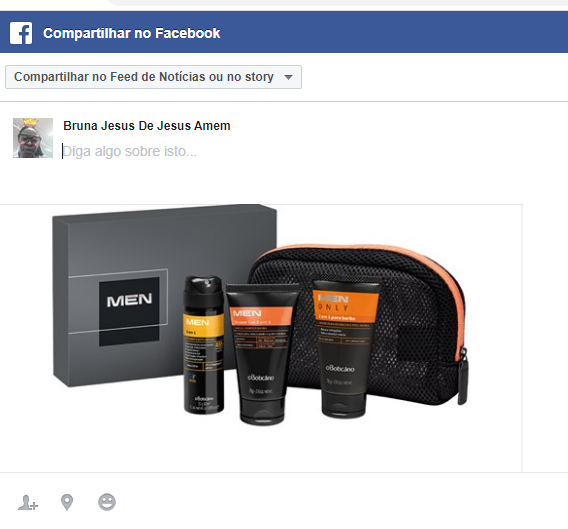 Compartilhar no Facebook
Compartilhar no Feed de Notícias ou no story
Bruna Jesus De Jesus Amem
Diga algo sobre isto...
MEN
MEN
oBoticário
MEN
oBoticário
MEN
ONLY
oBoticário